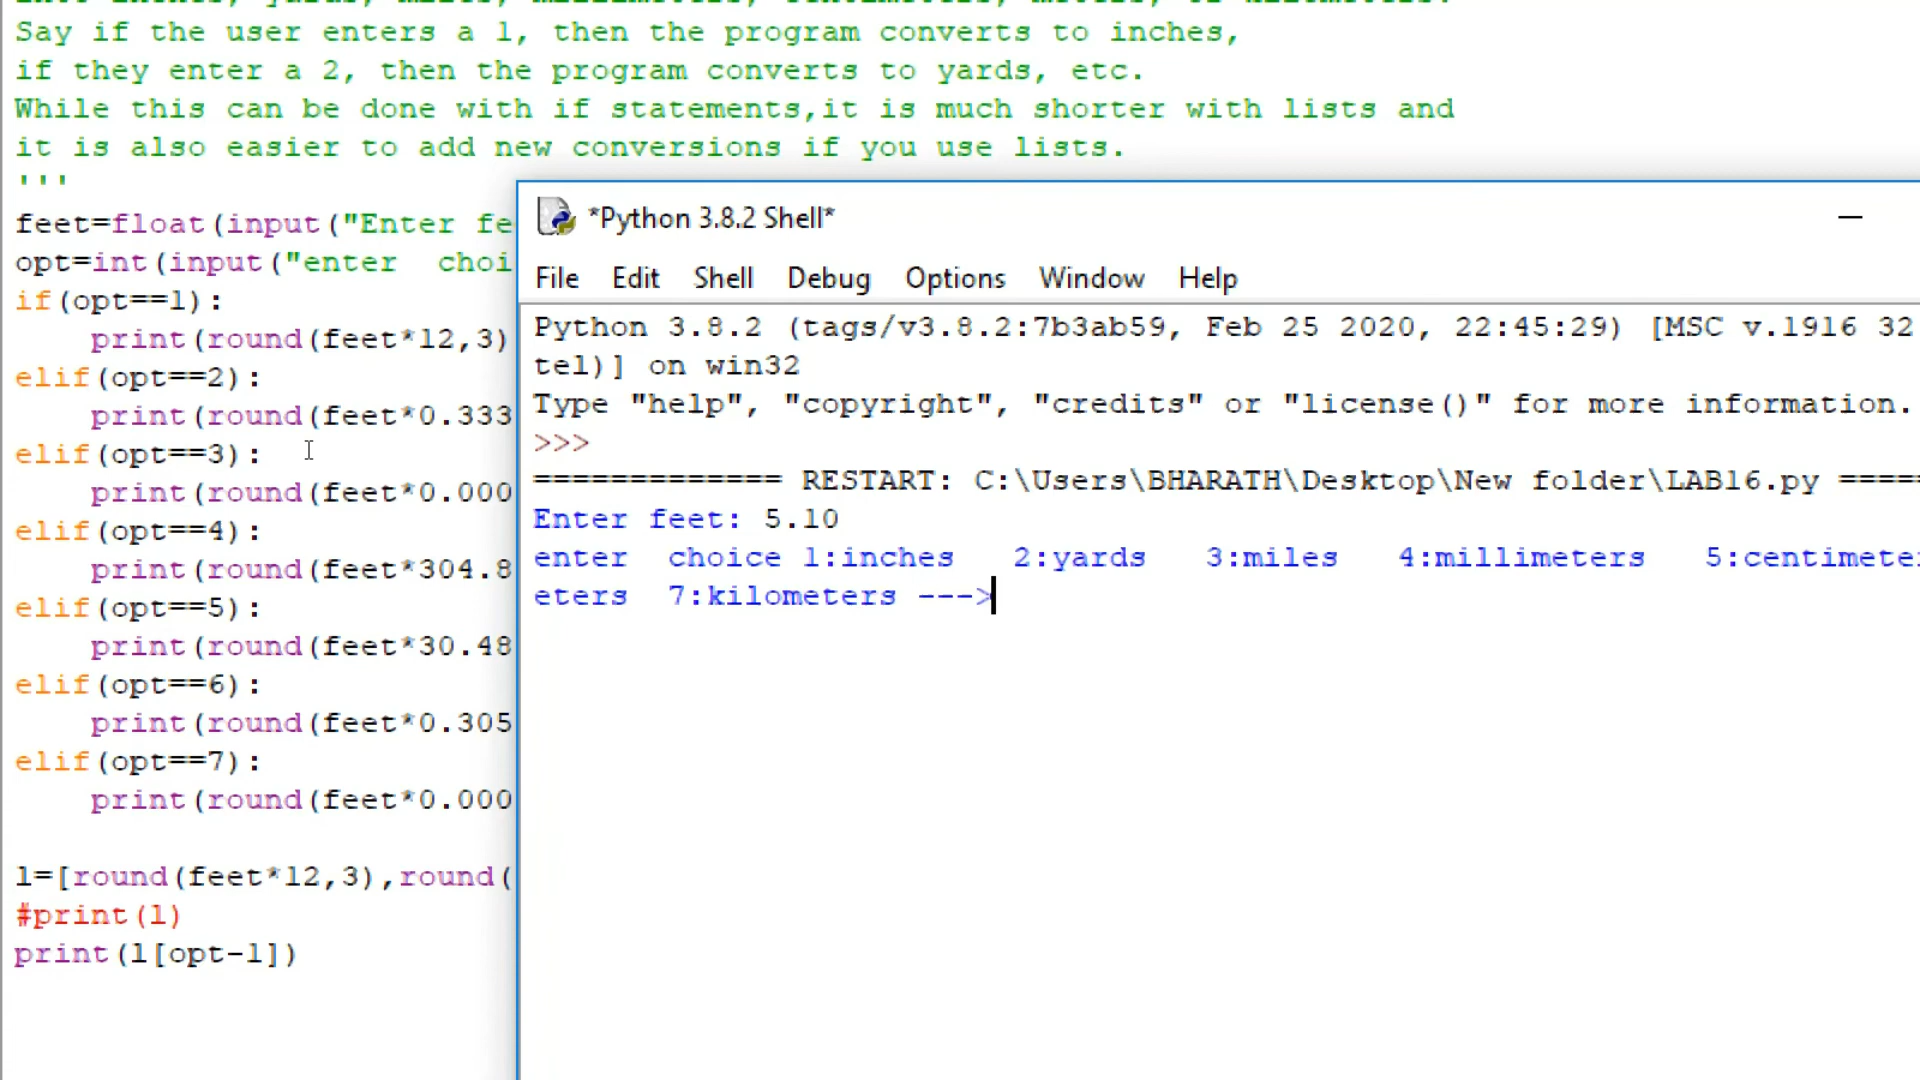 Say if the user enters a 1, then the program converts to inches,
if they enter a 2, then the program converts to yards, etc.
While this can be done with if statements,it is much shorter with lists and
it is also easier to add new conversions if you use lists.
'''
feet=float(input("Enter fe
opt=int(input("enter  choi
if(opt==1):
    print(round(feet*12,3)
elif(opt==2):
    print(round(feet*0.333
elif(opt==3):
    print(round(feet*0.000
elif(opt==4):
    print(round(feet*304.8
elif(opt==5):
    print(round(feet*30.48
elif(opt==6):
    print(round(feet*0.305
elif(opt==7):
    print(round(feet*0.000
l=[round(feet*12,3),round(
#print(l)
print(l[opt-1])
*Python 3.8.2 Shell*
File Edit Shell Debug Options Window Help
Python 3.8.2 (tags/v3.8.2:7b3ab59, Feb 25 2020, 22:45:29) [MSC v.1916 32
tel)] on win32
Type "help", "copyright", "credits" or "license()" for more information.
>>>
============= RESTART: C:\Users\BHARATH\Desktop\New folder\LAB16.py =====
Enter feet: 5.10
enter  choice 1:inches   2:yards   3:miles   4:millimeters   5:centimete
eters  7:kilometers --->